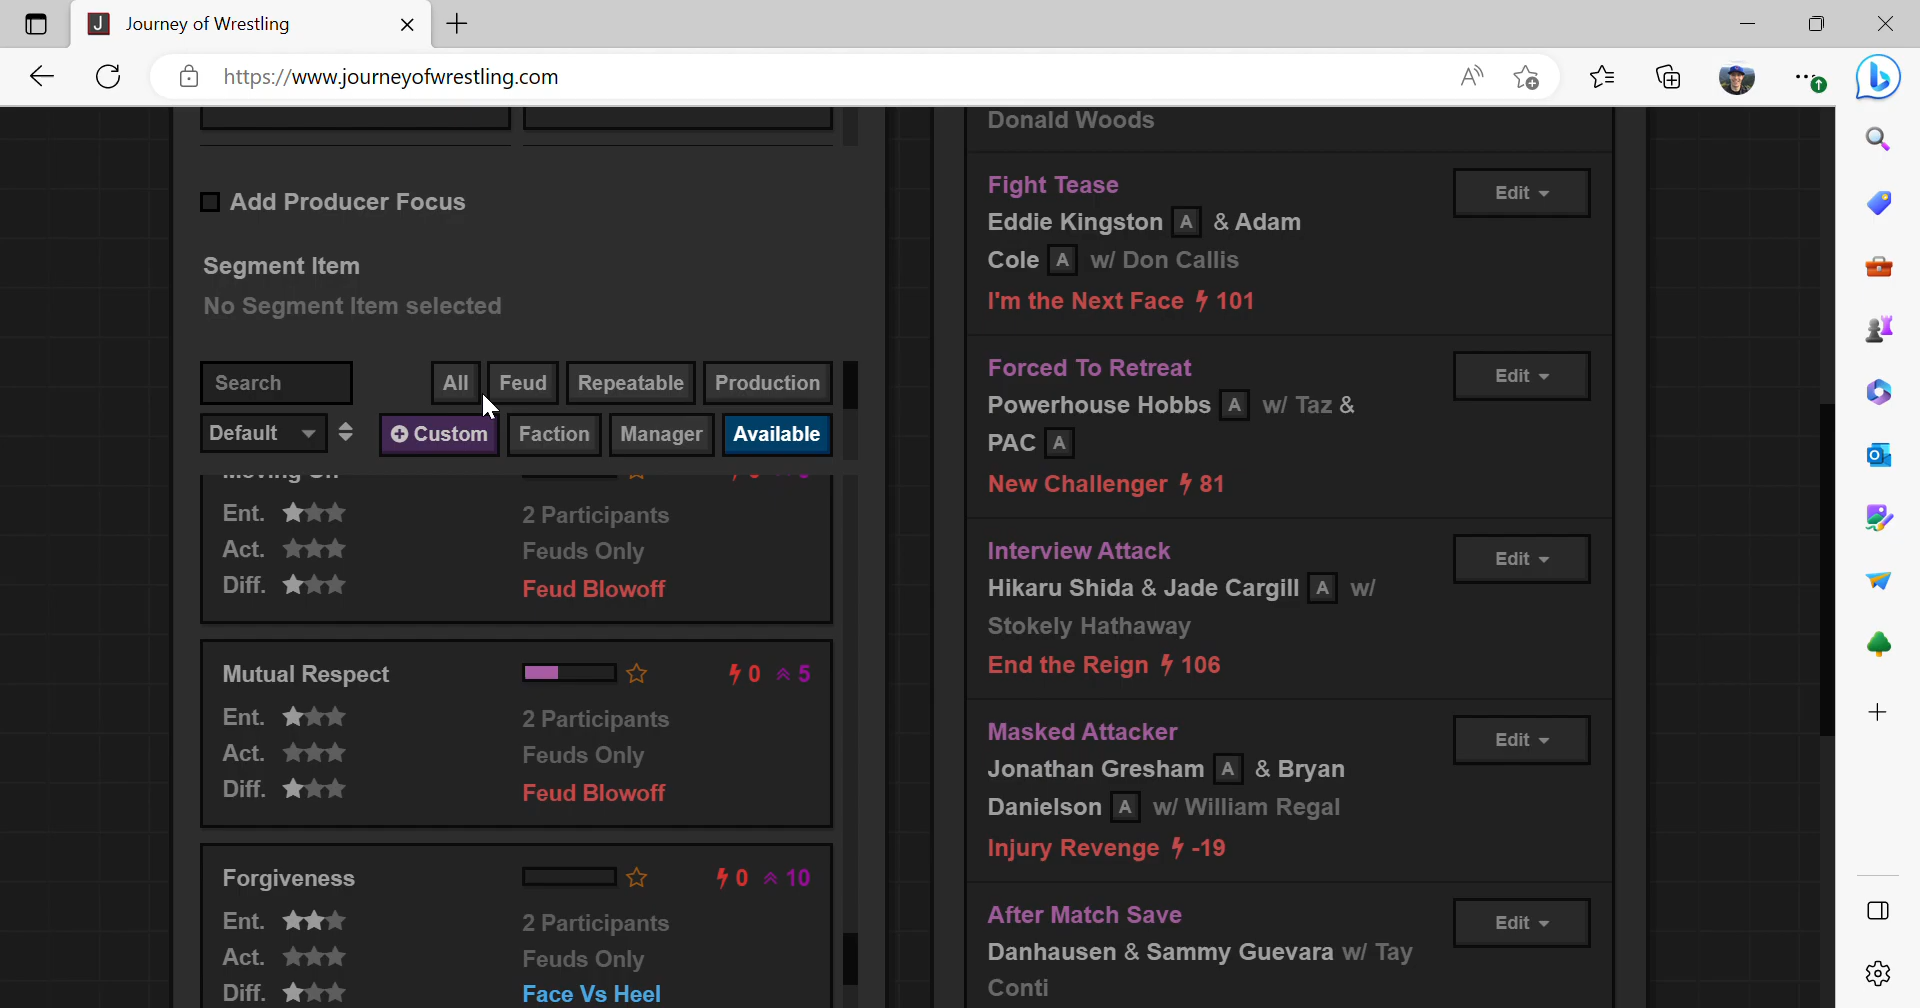 Journey of Wrestling
https://www.journeyofwrestling.com
Add Producer Focus
Segment Item
No Segment Item selected
Search
All
Feud
Repeatable
Production
Default
Custom
Faction
Manager
Available
Ent.
2 Participants
Act.
Feuds Only
Diff.
Feud Blowoff
Mutual Respect
0
5
Ent.
2 Participants
Act.
Feuds Only
Diff.
Feud Blowoff
Forgiveness
0
10
Ent.
2 Participants
Act.
Feuds Only
Diff.
Face Vs Heel
Donald Woods
Fight Tease
Edit
Eddie Kingston A & Adam
Cole A w/ Don Callis
I'm the Next Face 101
Forced To Retreat
Edit
Powerhouse Hobbs A w/ Taz &
PAC A
New Challenger 81
Interview Attack
Edit
Hikaru Shida & Jade Cargill A w/
Stokely Hathaway
End the Reign 106
Masked Attacker
Edit
Jonathan Gresham A & Bryan
Danielson A w/ William Regal
Injury Revenge -19
After Match Save
Edit
Danhausen & Sammy Guevara w/ Tay
Conti